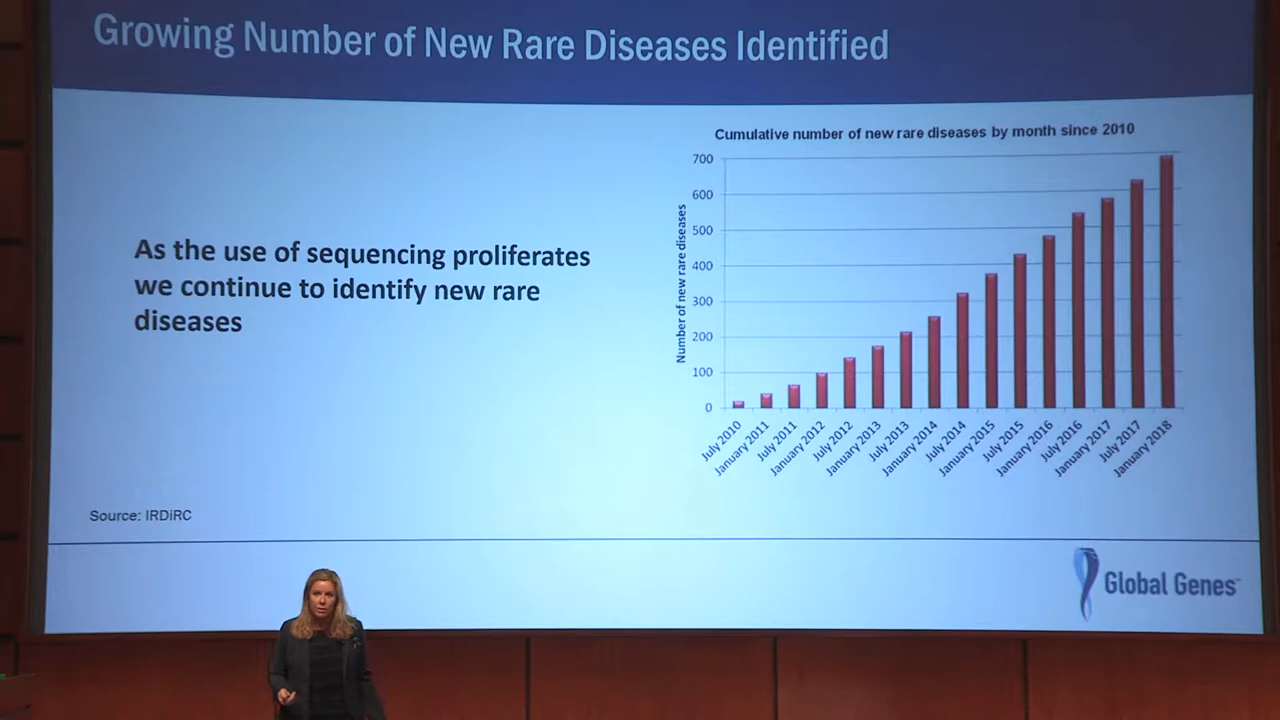 Growing Number of New Rare Diseases Identified
As the use of sequencing proliferates
we continue to identify new rare
diseases
Cumulative number of new rare diseases by month since 2010
Number of new rare diseases
700
600
500
400
300
200
100
0
July 2010
January 2011
July 2011
January 2012
July 2012
January 2013
July 2013
January 2014
July 2014
January 2015
July 2015
January 2016
July 2016
January 2017
July 2017
January 2018
Source: IRDiRC
Global Genes™